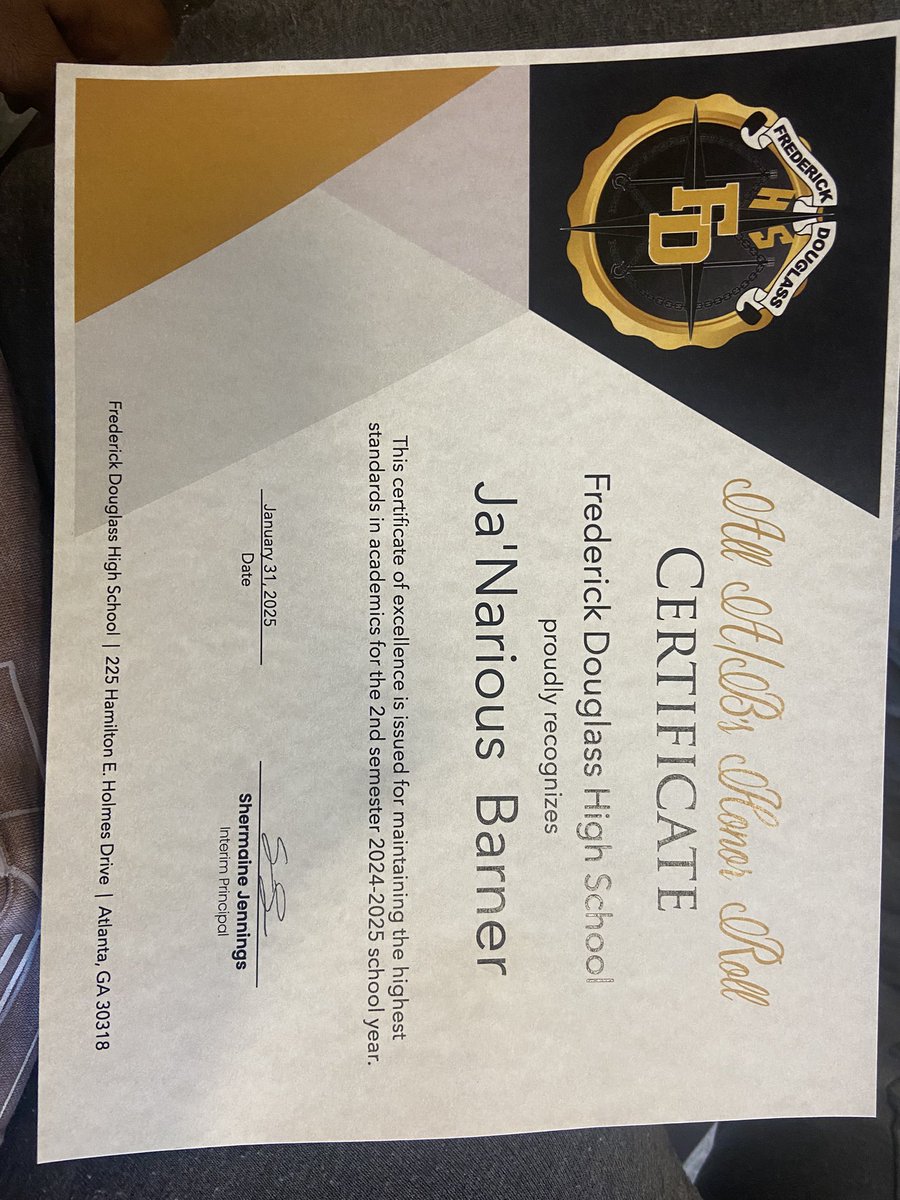 FREDERICK DOUGLASS
HS
FD
All A/B's Honor Roll
CERTIFICATE
Frederick Douglass High School
proudly recognizes
Ja'Narious Barner
This certificate of excellence is issued for maintaining the highest
standards in academics for the 2nd semester 2024-2025 school year.
January 31, 2025
Date
Shermaine Jennings
Interim Principal
Frederick Douglass High School | 225 Hamilton E. Holmes Drive | Atlanta, GA 30318